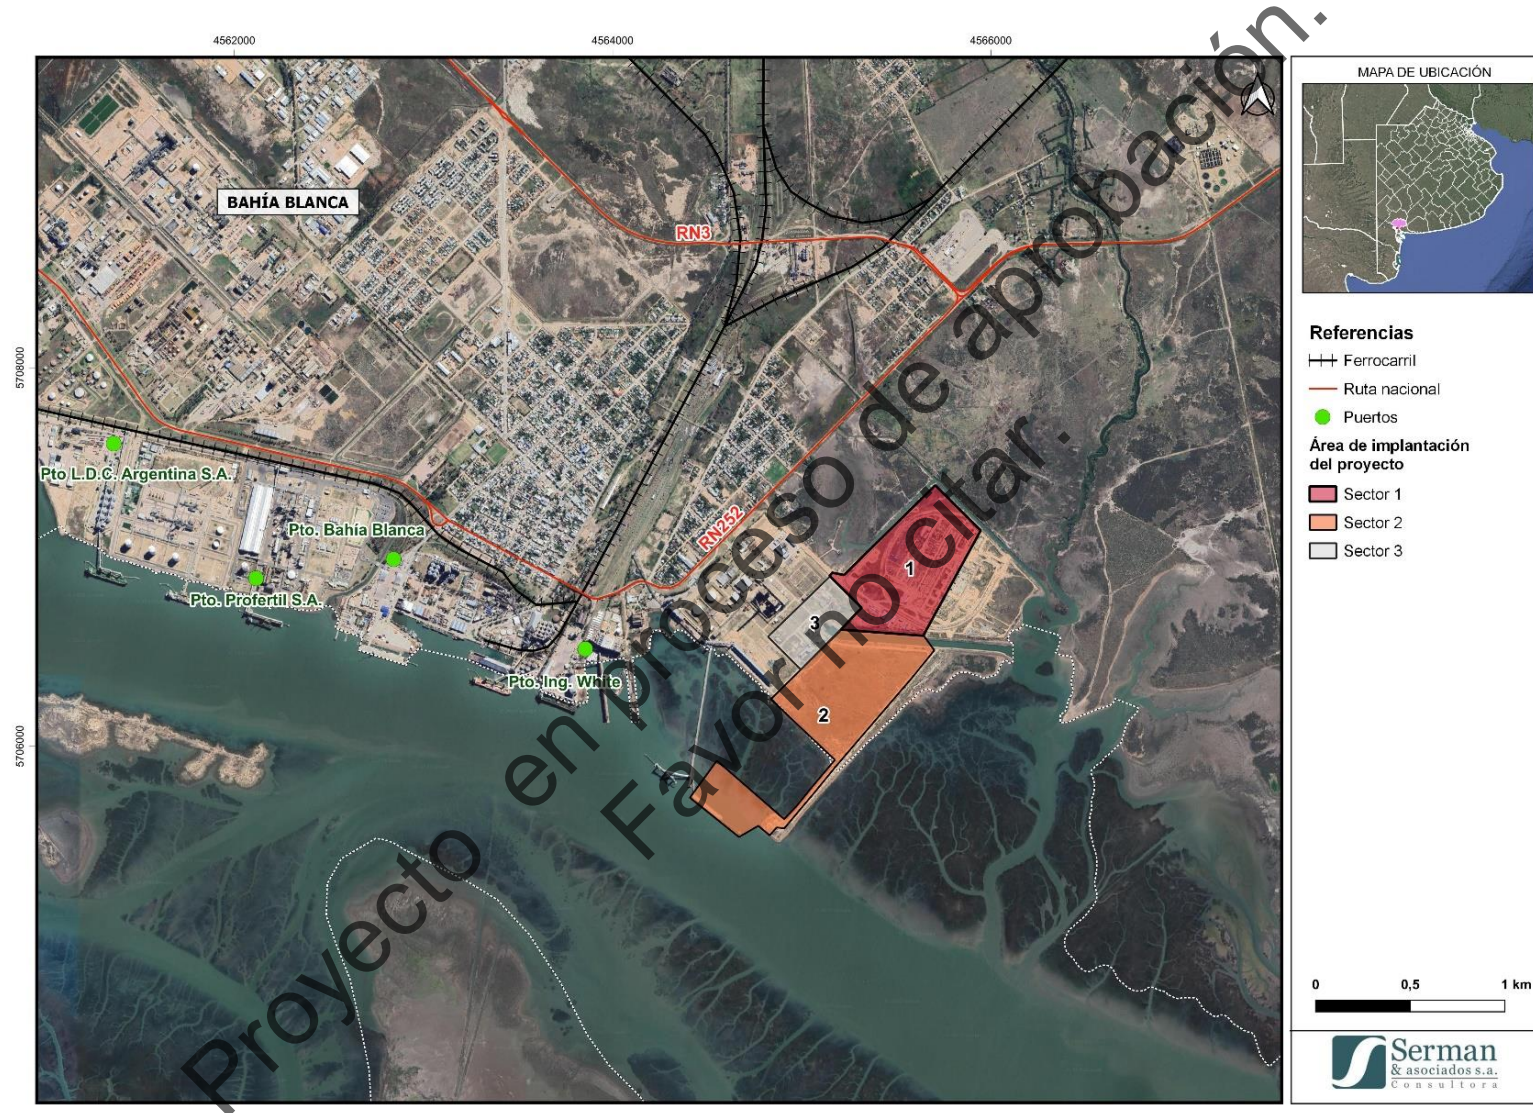 4562000
4564000
4566000
5708000
5706000
BAHÍA BLANCA
RN3
RN252
Pto L.D.C. Argentina S.A.
Pto. Bahía Blanca
Pto. Profertil S.A.
Pto. Ing. White
1
3
2
Proyecto en proceso de aprobación.
Favor no citar.
MAPA DE UBICACIÓN
Referencias
Ferrocarril
Ruta nacional
Puertos
Área de implantación
del proyecto
Sector 1
Sector 2
Sector 3
0 0,5 1 km
Serman
& asociados s.a.
Consultora